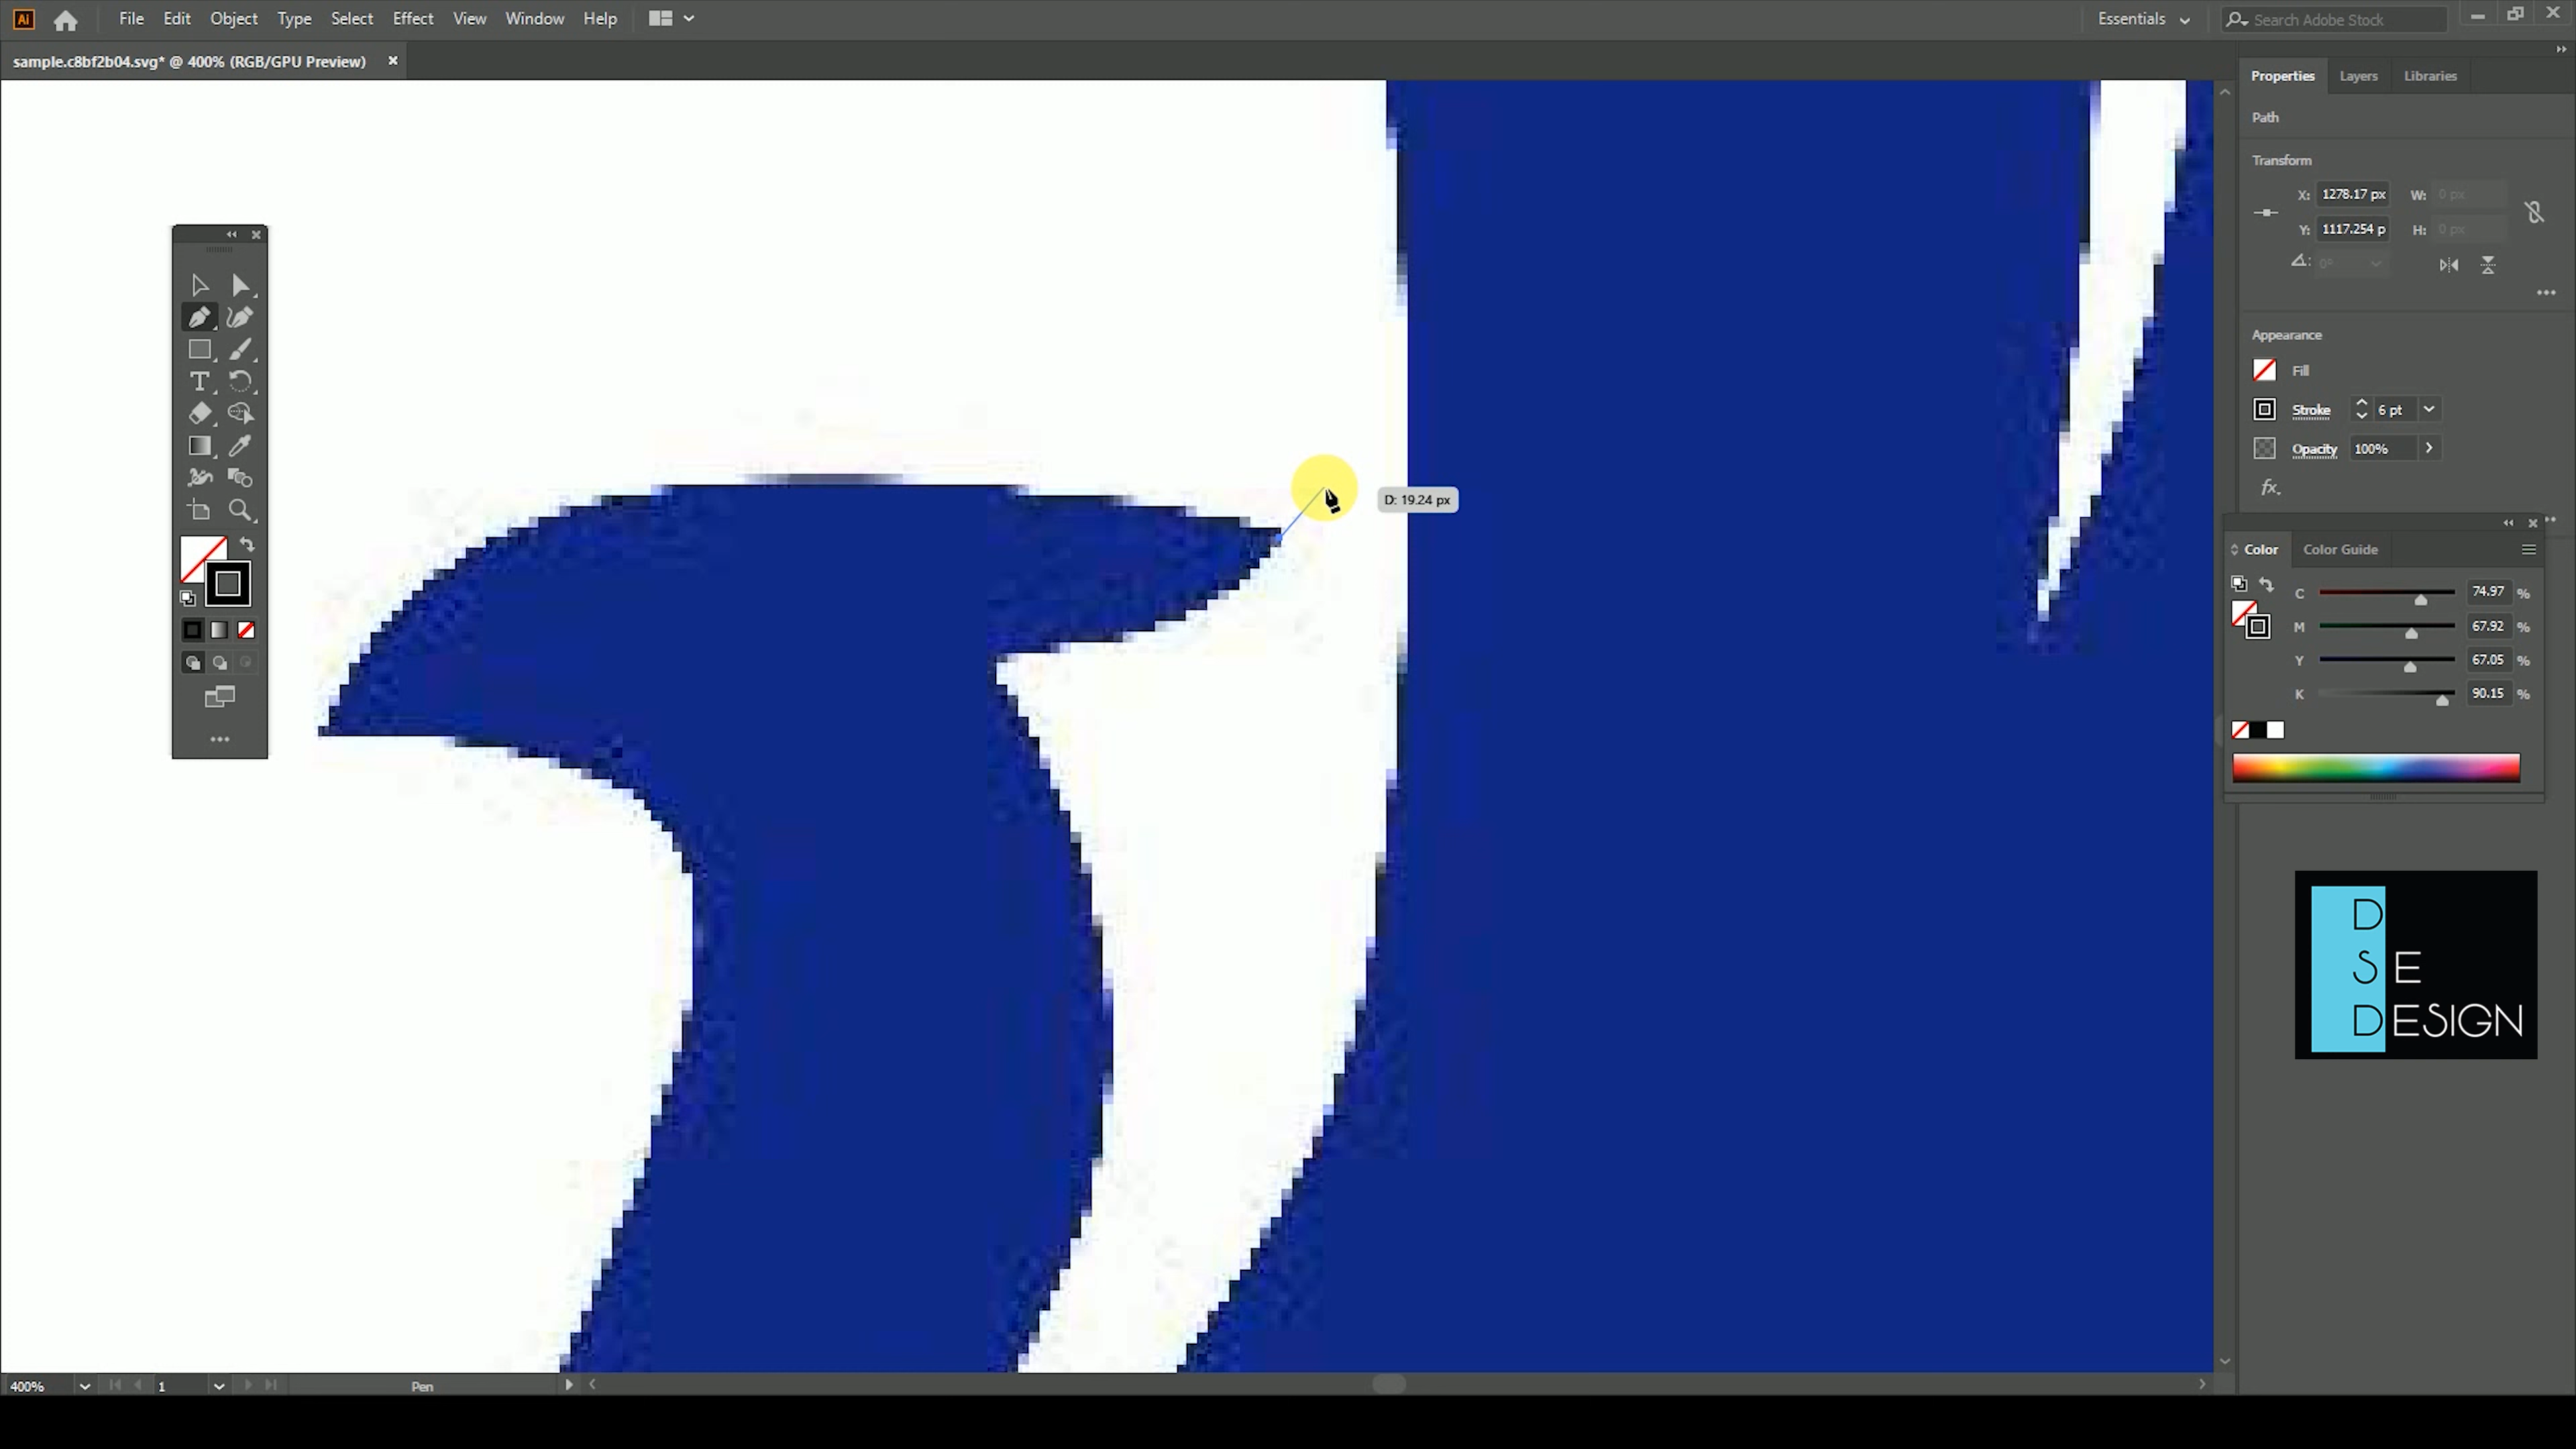 File Edit Object Type Select Effect View Window Help
Essentials
Search Adobe Stock
sample.c8bf2b04.svg* @ 400% (RGB/GPU Preview)
Properties Layers Libraries
Path
Transform
X: 1278.17 px W: 0 px
Y: 1117.254 p H: 0 px
0°
Appearance
Fill
Stroke 6 pt
Opacity 100%
fx.
D: 19.24 px
Color Color Guide
C 74.97 %
M 67.92 %
Y 67.05 %
K 90.15 %
D
S E
DESIGN
400% 1 Pen